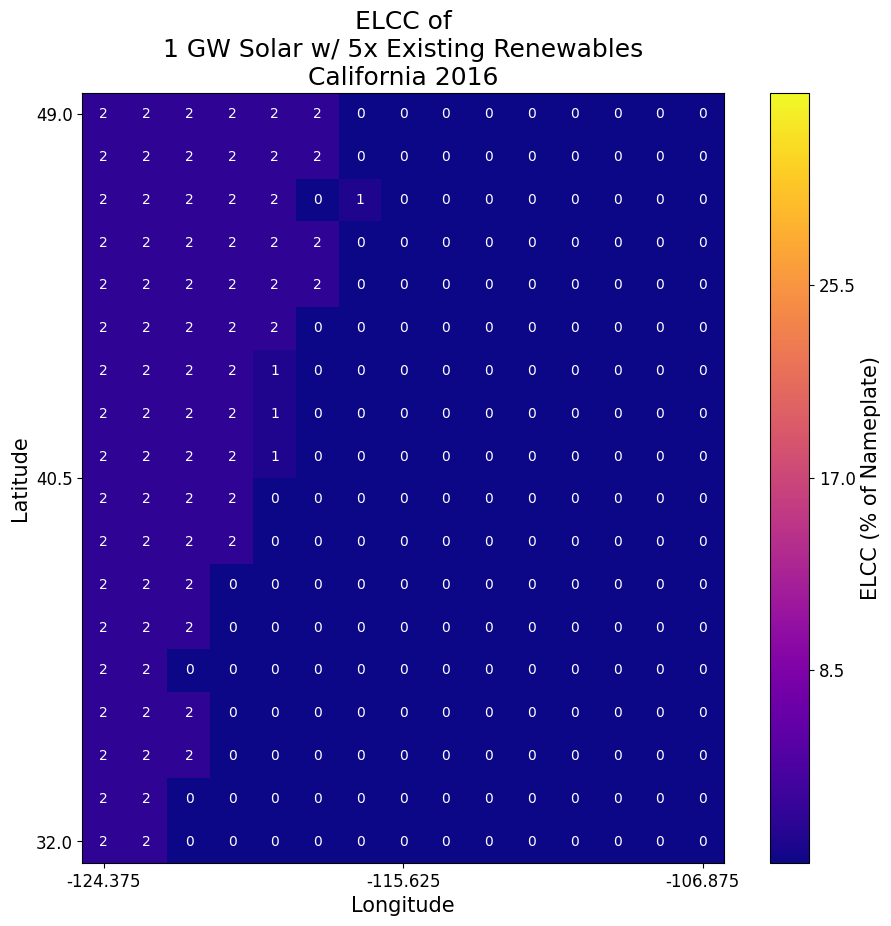 ELCC of
1 GW Solar w/ 5x Existing Renewables
California 2016
49.0
2 2 2 2 2 2 0 0 0 0 0 0 0 0 0
2 2 2 2 2 2 0 0 0 0 0 0 0 0 0
2 2 2 2 2 0 1 0 0 0 0 0 0 0 0
2 2 2 2 2 2 0 0 0 0 0 0 0 0 0
2 2 2 2 2 2 0 0 0 0 0 0 0 0 0
2 2 2 2 2 0 0 0 0 0 0 0 0 0 0
2 2 2 2 1 0 0 0 0 0 0 0 0 0 0
2 2 2 2 1 0 0 0 0 0 0 0 0 0 0
2 2 2 2 1 0 0 0 0 0 0 0 0 0 0
40.5
2 2 2 2 0 0 0 0 0 0 0 0 0 0 0
2 2 2 2 0 0 0 0 0 0 0 0 0 0 0
2 2 2 0 0 0 0 0 0 0 0 0 0 0 0
2 2 2 0 0 0 0 0 0 0 0 0 0 0 0
2 2 0 0 0 0 0 0 0 0 0 0 0 0 0
2 2 2 0 0 0 0 0 0 0 0 0 0 0 0
2 2 2 0 0 0 0 0 0 0 0 0 0 0 0
2 2 0 0 0 0 0 0 0 0 0 0 0 0 0
32.0
2 2 0 0 0 0 0 0 0 0 0 0 0 0 0
Latitude
-124.375 -115.625 -106.875
Longitude
25.5
17.0
8.5
ELCC (% of Nameplate)